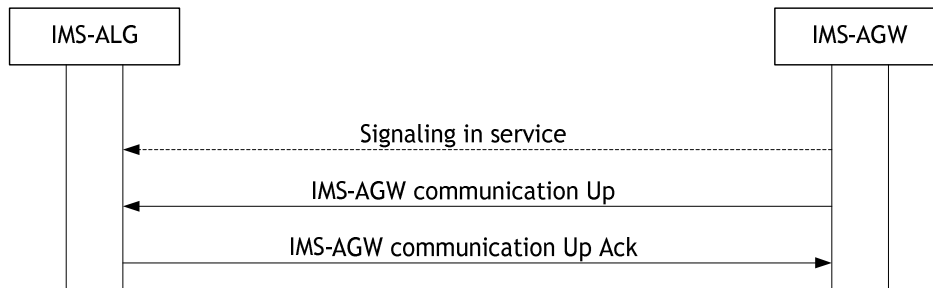 IMS-ALG
IMS-AGW
Signaling in service
IMS-AGW communication Up
IMS-AGW communication Up Ack